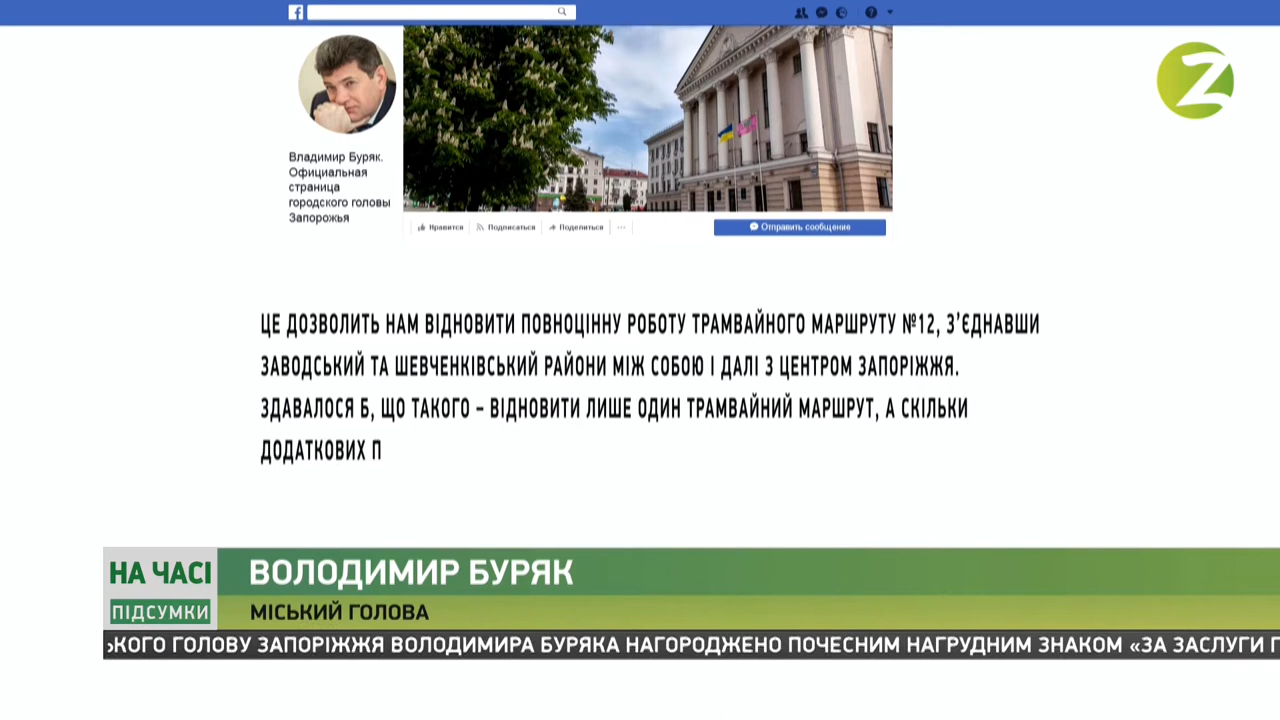 Владимир Буряк.
Официальная
страница
городского головы
Запорожья
Нравится Подписаться Поделиться ... Отправить сообщение
ЦЕ ДОЗВОЛИТЬ НАМ ВІДНОВИТИ ПОВНОЦІННУ РОБОТУ ТРАМВАЙНОГО МАРШРУТУ №12, З’ЄДНАВШИ
ЗАВОДСЬКИЙ ТА ШЕВЧЕНКІВСЬКИЙ РАЙОНИ МІЖ СОБОЮ І ДАЛІ З ЦЕНТРОМ ЗАПОРІЖЖЯ.
ЗДАВАЛОСЯ Б, ЩО ТАКОГО – ВІДНОВИТИ ЛИШЕ ОДИН ТРАМВАЙНИЙ МАРШРУТ, А СКІЛЬКИ
ДОДАТКОВИХ П
НА ЧАСІ
ПІДСУМКИ
ВОЛОДИМИР БУРЯК
МІСЬКИЙ ГОЛОВА
ЬКОГО ГОЛОВУ ЗАПОРІЖЖЯ ВОЛОДИМИРА БУРЯКА НАГОРОДЖЕНО ПОЧЕСНИМ НАГРУДНИМ ЗНАКОМ «ЗА ЗАСЛУГИ П